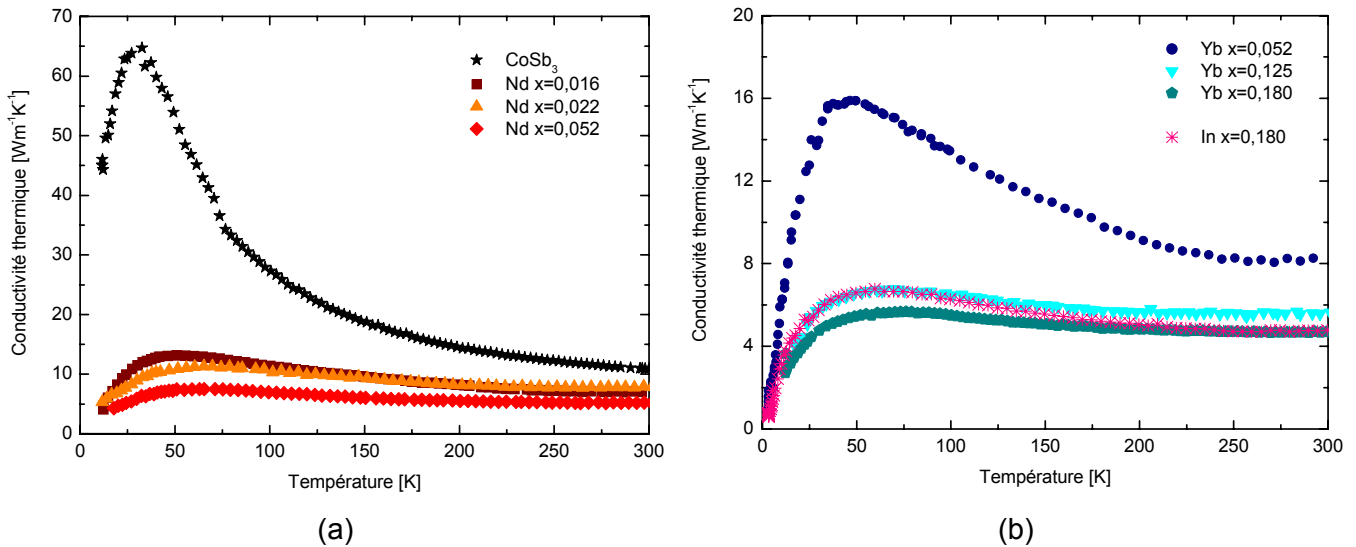 70
60
50
40
30
20
10
0
0
50
100
150
200
250
300
Conductivité thermique [Wm⁻¹K⁻¹]
Température [K]
CoSb₃
Nd x=0,016
Nd x=0,022
Nd x=0,052
(a)
20
16
12
8
4
0
0
50
100
150
200
250
300
Conductivité thermique [Wm⁻¹K⁻¹]
Température [K]
Yb x=0,052
Yb x=0,125
Yb x=0,180
In x=0,180
(b)